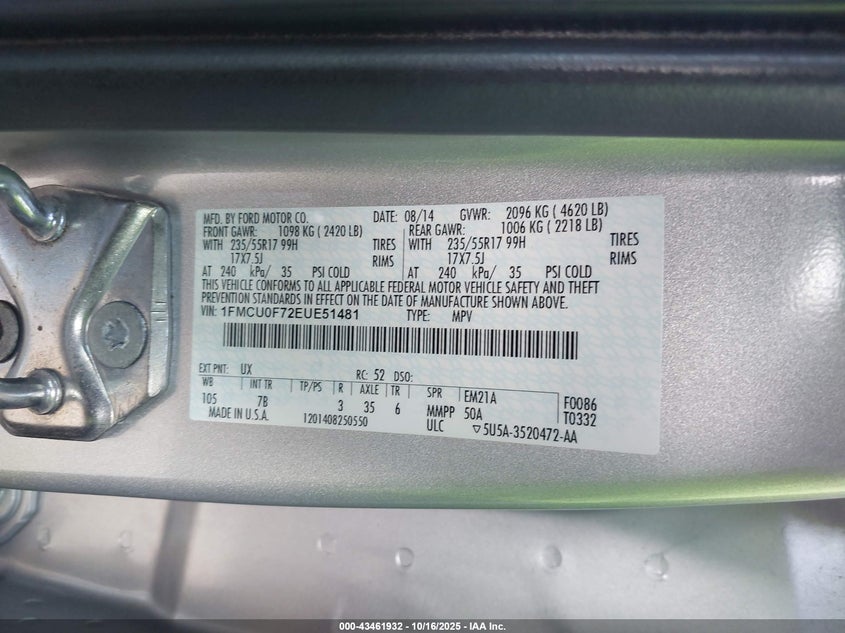 MFD. BY FORD MOTOR CO. DATE: 08/14 GVWR: 2096 KG ( 4620 LB)
FRONT GAWR: 1098 KG ( 2420 LB) REAR GAWR: 1006 KG ( 2218 LB)
WITH 235/55R17 99H TIRES WITH 235/55R17 99H TIRES
17X7.5J RIMS 17X7.5J RIMS
AT 240 kPa/ 35 PSI COLD AT 240 kPa/ 35 PSI COLD
THIS VEHICLE CONFORMS TO ALL APPLICABLE FEDERAL MOTOR VEHICLE SAFETY AND THEFT
PREVENTION STANDARDS IN EFFECT ON THE DATE OF MANUFACTURE SHOWN ABOVE.
VIN: 1FMCU0F72EUE51481 TYPE: MPV
EXT PNT: UX RC: 52 DSO:
WB INT TR TP/PS R AXLE TR SPR EM21A F0086
105 7B 3 35 6 MMPP 50A T0332
MADE IN U.S.A. 1201408250550 ULC ▽5U5A-3520472-AA
000-43461932 - 10/16/2025 - IAA Inc.